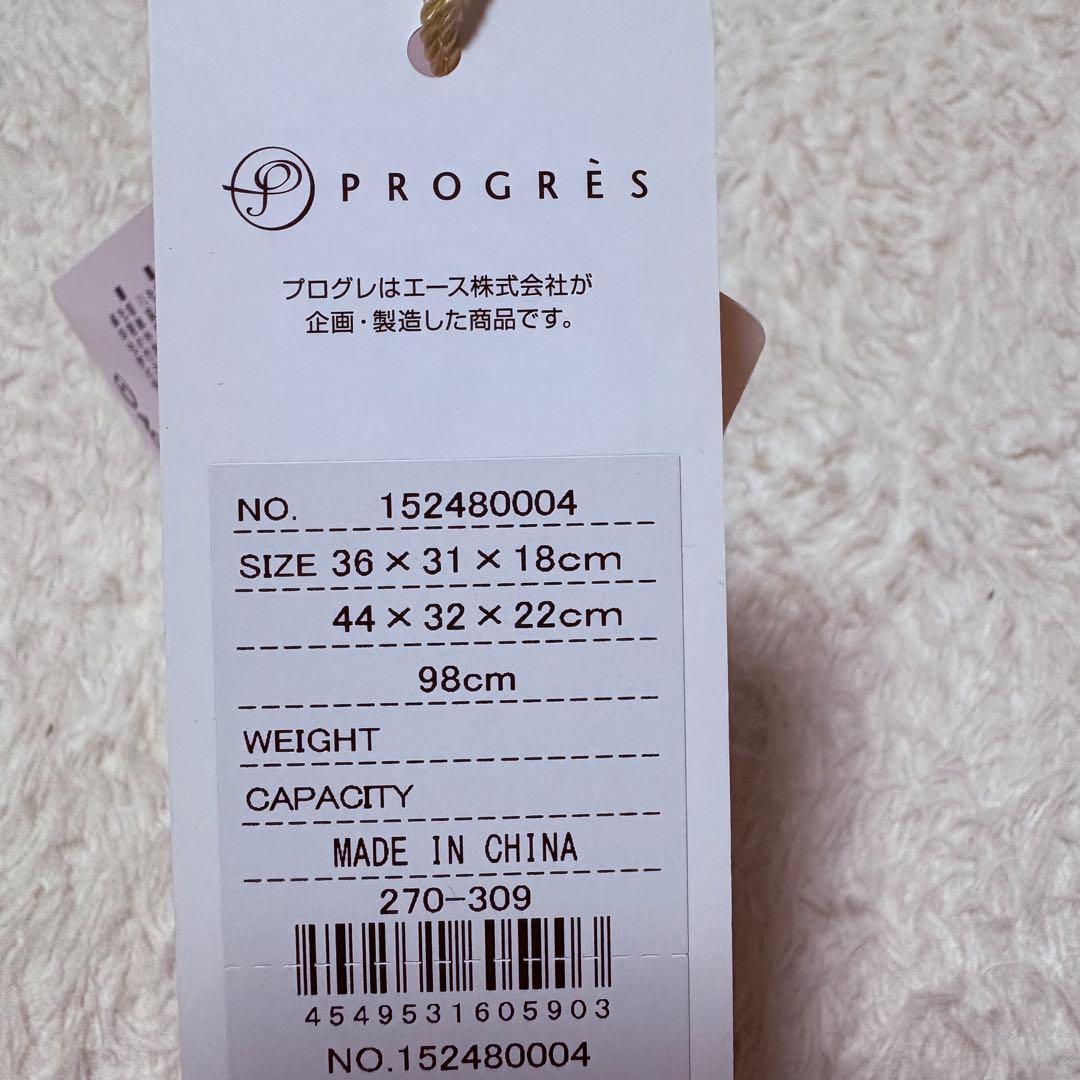 PROGRÈS
プログレはエース株式会社が
企画・製造した商品です。
NO. 152480004
SIZE 36×31×18cm
44×32×22cm
98cm
WEIGHT
CAPACITY
MADE IN CHINA
270-309
4549531605903
NO.152480004